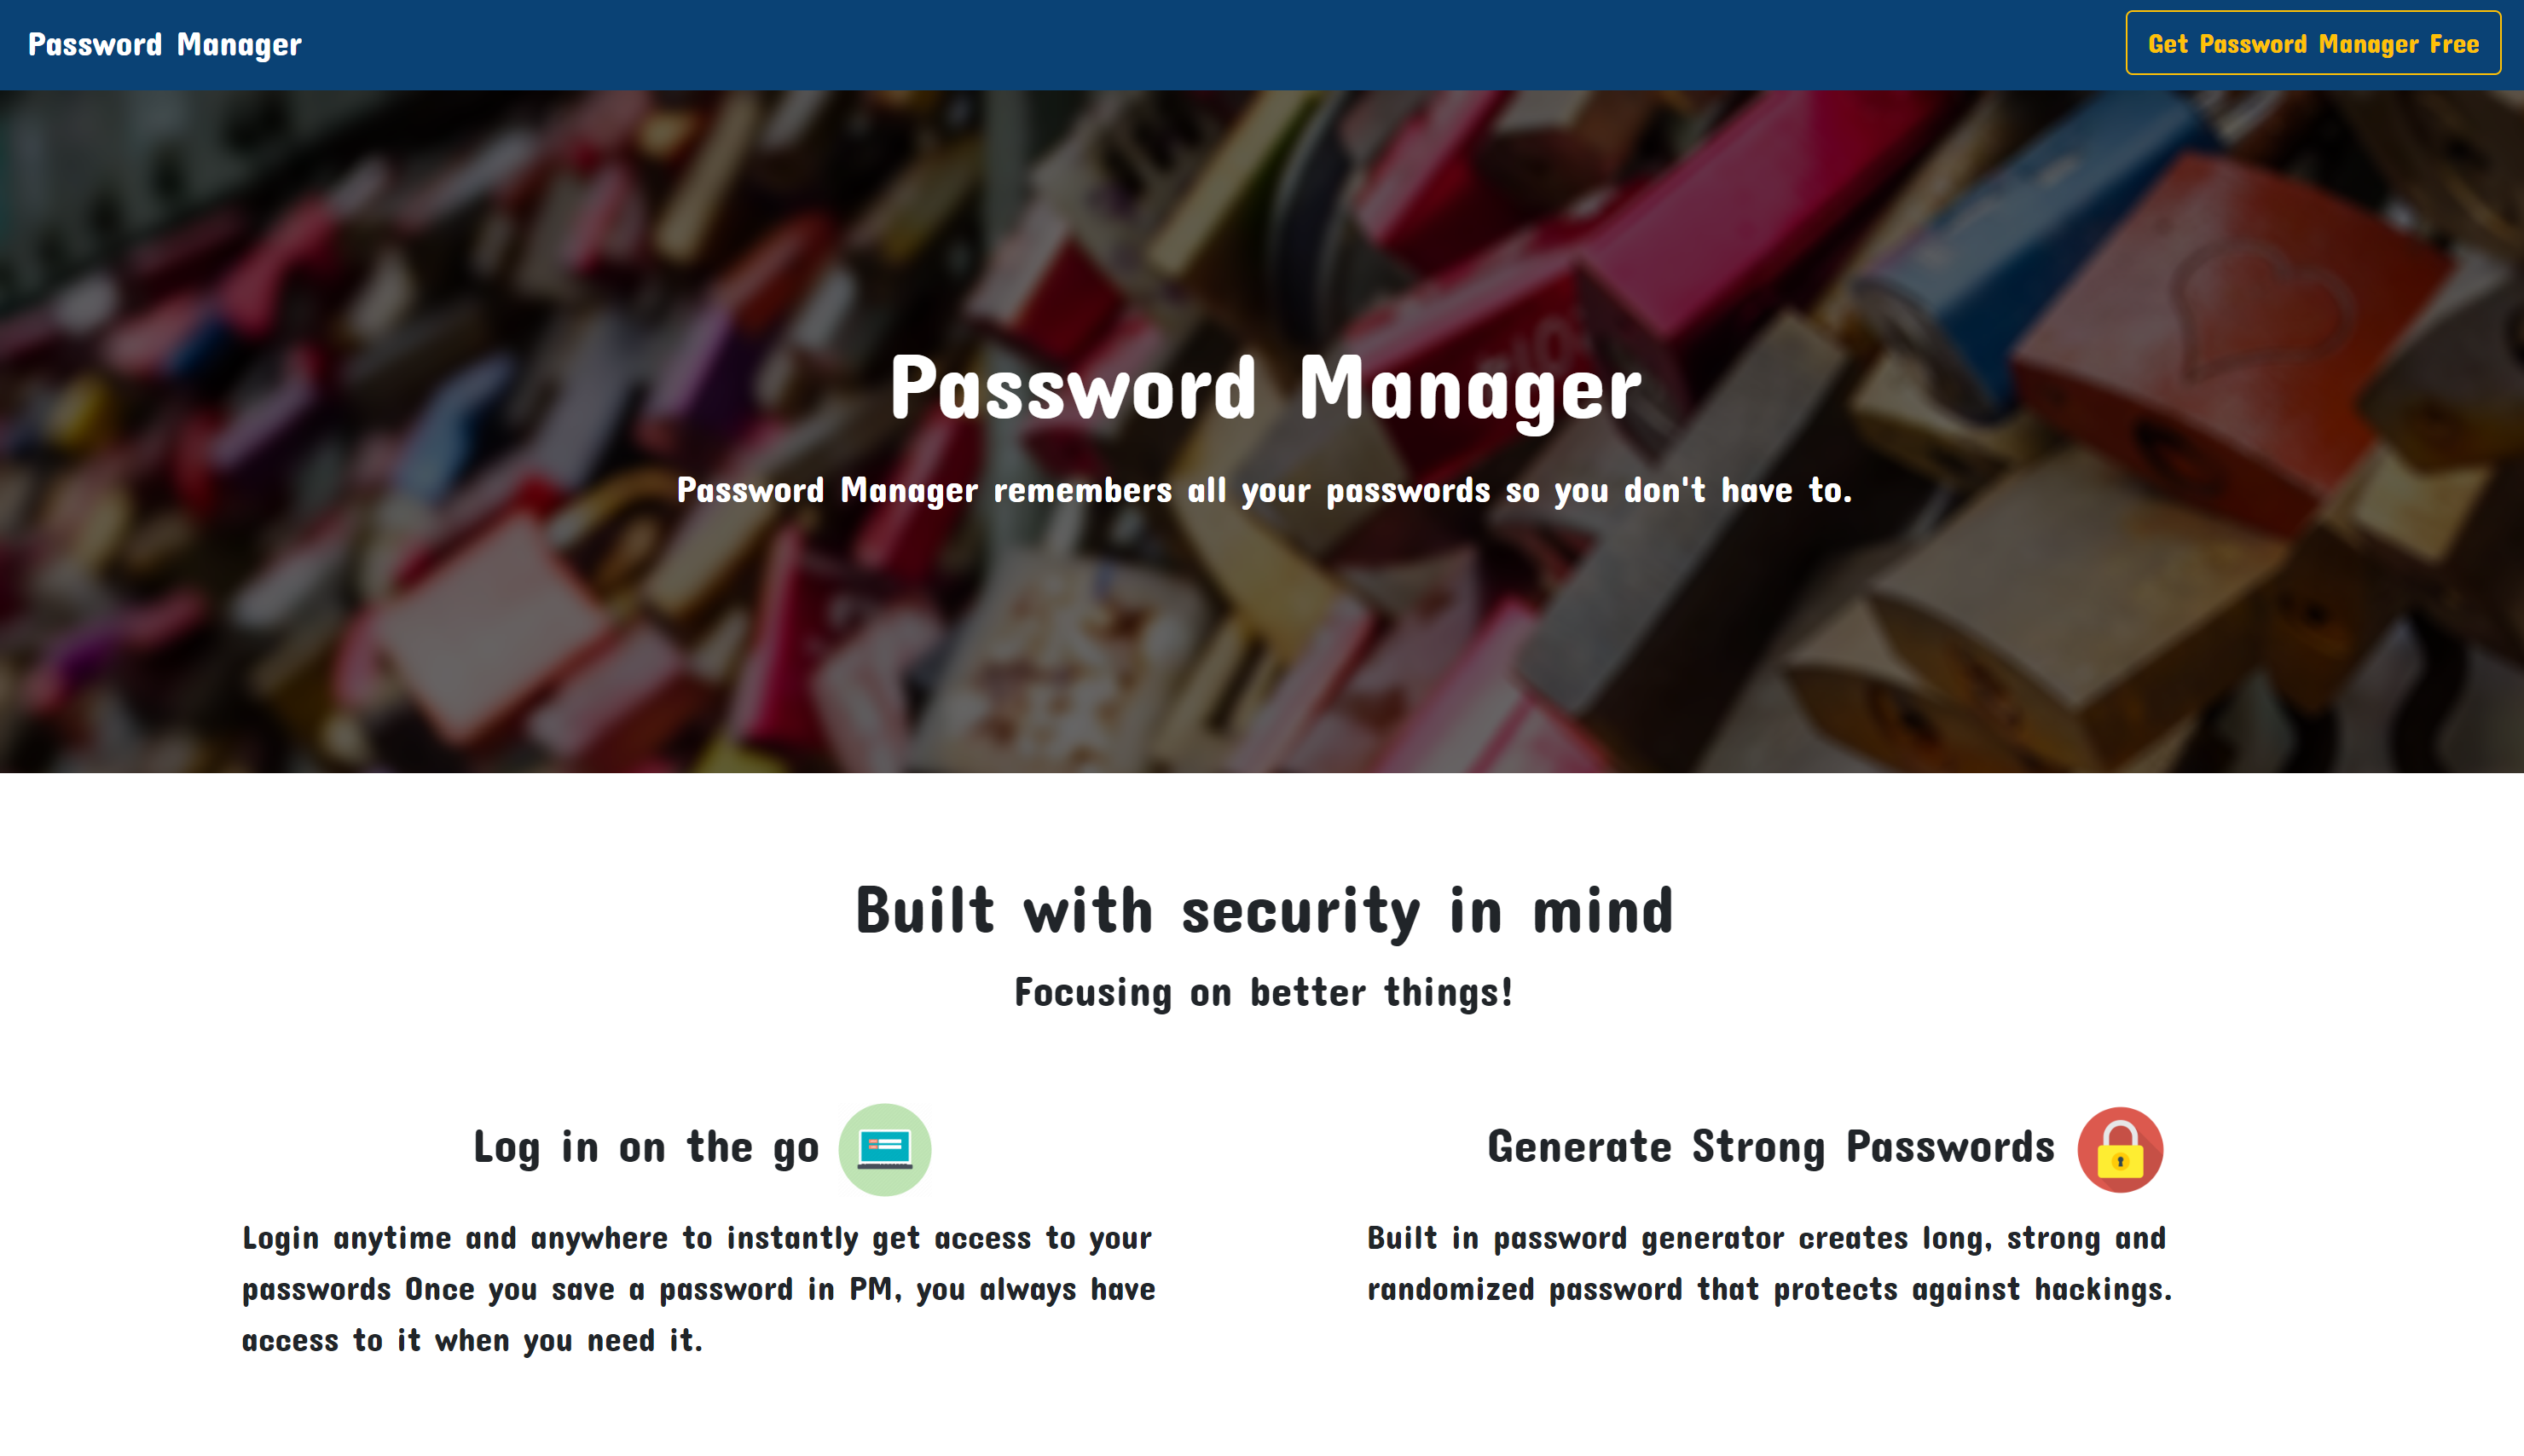 Password Manager
Get Password Manager Free
Password Manager
Password Manager remembers all your passwords so you don't have to.
Built with security in mind
Focusing on better things!
Log in on the go
Login anytime and anywhere to instantly get access to your
passwords Once you save a password in PM, you always have
access to it when you need it.
Generate Strong Passwords
Built in password generator creates long, strong and
randomized password that protects against hackings.